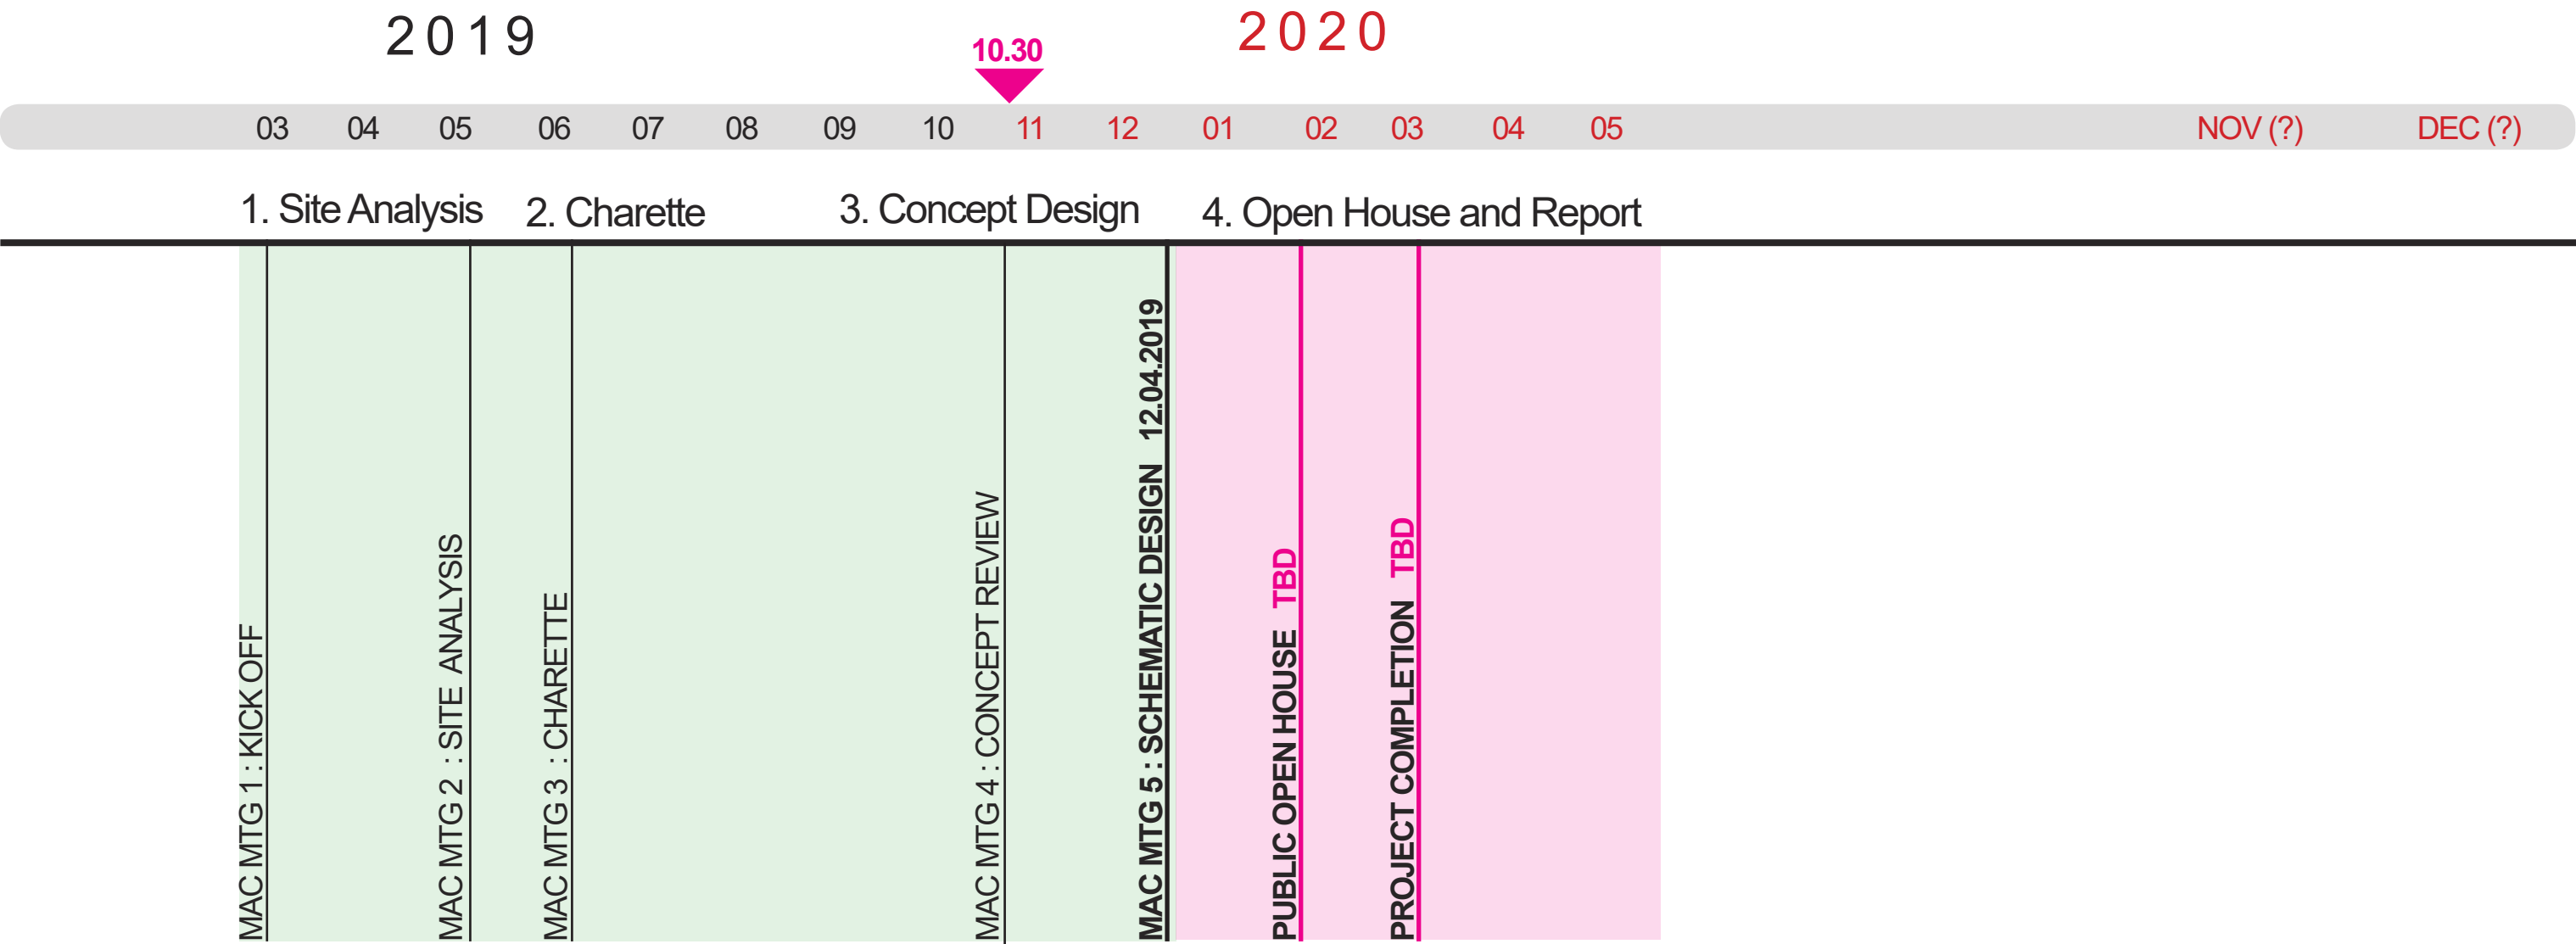 2019
10.30
2020
03 04 05 06 07 08 09 10 11 12 01 02 03 04 05 NOV (?) DEC (?)
1. Site Analysis
2. Charette
3. Concept Design
4. Open House and Report
MAC MTG 1 : KICK OFF
MAC MTG 2 : SITE ANALYSIS
MAC MTG 3 : CHARETTE
MAC MTG 4 : CONCEPT REVIEW
MAC MTG 5 : SCHEMATIC DESIGN 12.04.2019
PUBLIC OPEN HOUSE TBD
PROJECT COMPLETION TBD